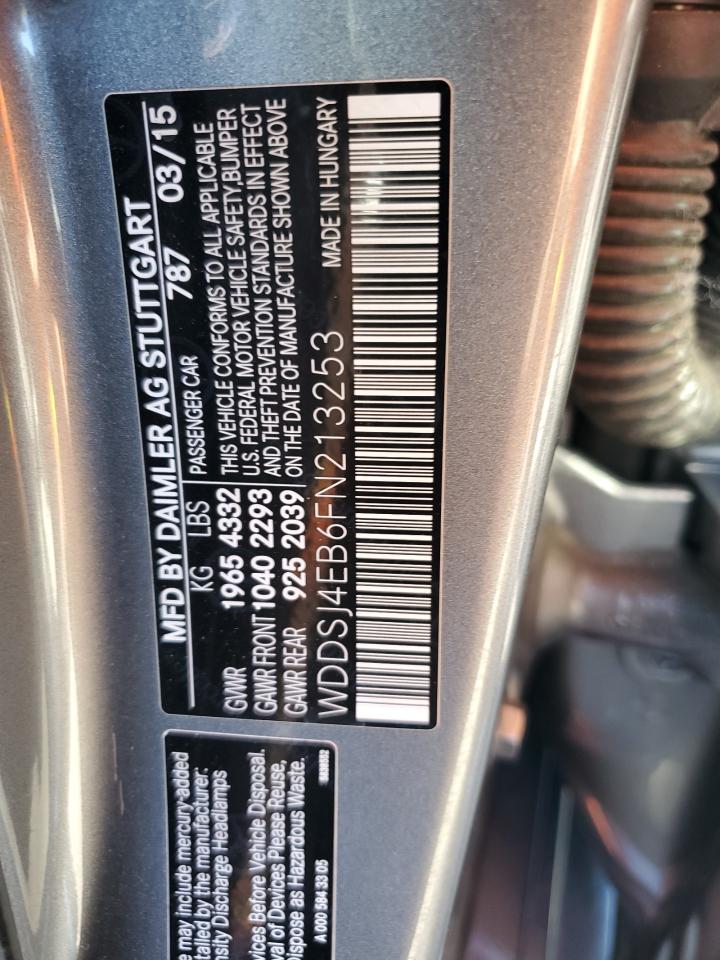 MFD BY DAIMLER AG STUTTGART
KG LBS PASSENGER CAR 787 03/15
GVWR 1965 4332 THIS VEHICLE CONFORMS TO ALL APPLICABLE
GAWR FRONT 1040 2293 U.S. FEDERAL MOTOR VEHICLE SAFETY,BUMPER
GAWR REAR 925 2039 AND THEFT PREVENTION STANDARDS IN EFFECT
ON THE DATE OF MANUFACTURE SHOWN ABOVE
WDDSJ4EB6FN213253 MADE IN HUNGARY
e may include mercury-added
talled by the manufacturer:
nsity Discharge Headlamps
vices Before Vehicle Disposal.
val of Devices Please Reuse,
ispose as Hazardous Waste.
A 000 584 33 05